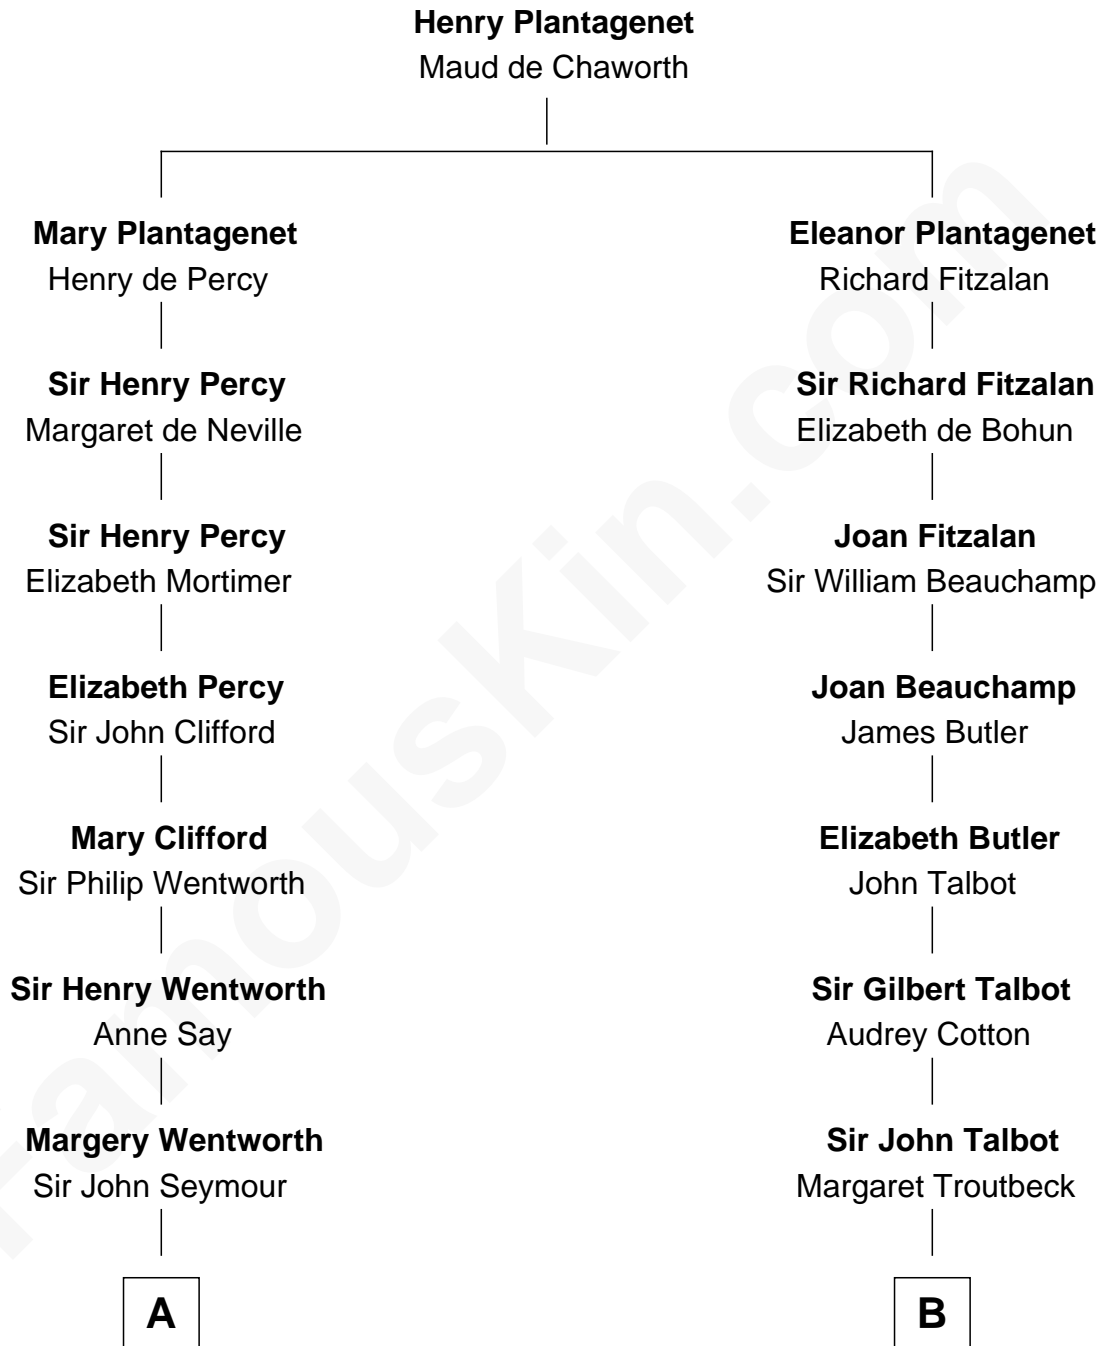 Henry Plantagenet
Maud de Chaworth
Mary Plantagenet
Henry de Percy
Eleanor Plantagenet
Richard Fitzalan
Sir Henry Percy
Margaret de Neville
Sir Richard Fitzalan
Elizabeth de Bohun
Sir Henry Percy
Elizabeth Mortimer
Joan Fitzalan
Sir William Beauchamp
Elizabeth Percy
Sir John Clifford
Joan Beauchamp
James Butler
Mary Clifford
Sir Philip Wentworth
Elizabeth Butler
John Talbot
Sir Henry Wentworth
Anne Say
Sir Gilbert Talbot
Audrey Cotton
Margery Wentworth
Sir John Seymour
Sir John Talbot
Margaret Troutbeck
A
B
FamousKin.com